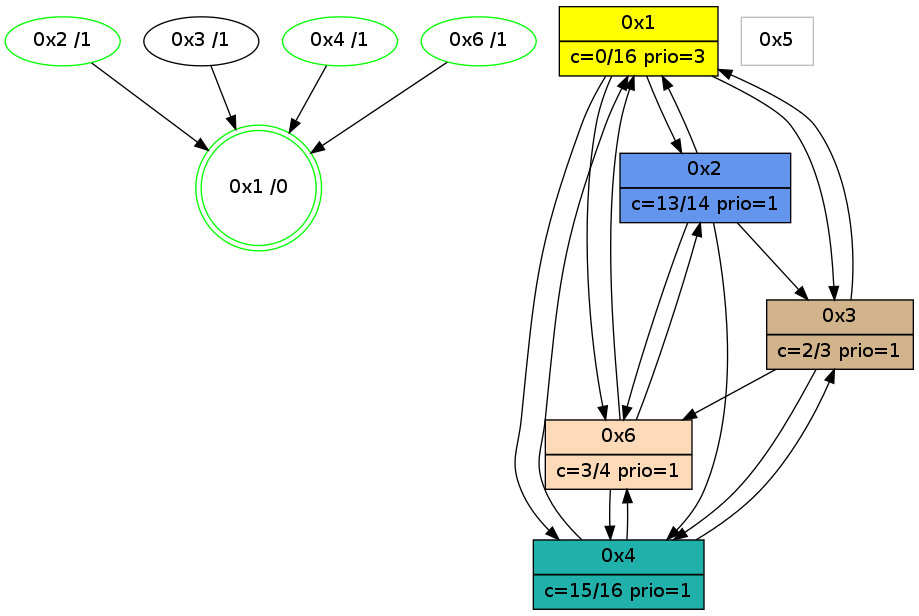 0x2 /1
0x3 /1
0x4 /1
0x6 /1
0x1 /0
0x1
c=0/16 prio=3
0x5
0x2
c=13/14 prio=1
0x3
c=2/3 prio=1
0x6
c=3/4 prio=1
0x4
c=15/16 prio=1